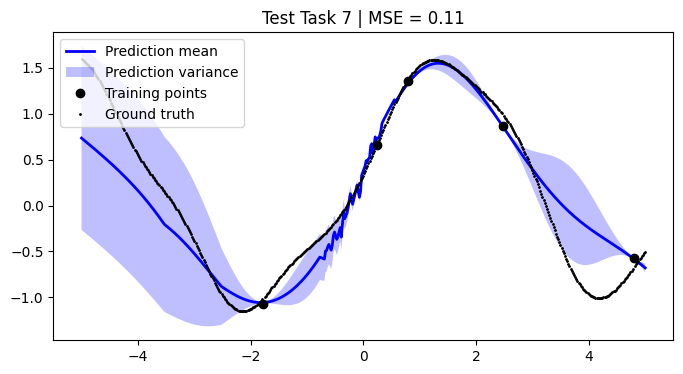 Test Task 7 | MSE = 0.11
Prediction mean
Prediction variance
Training points
Ground truth
1.5
1.0
0.5
0.0
−0.5
−1.0
−4
−2
0
2
4